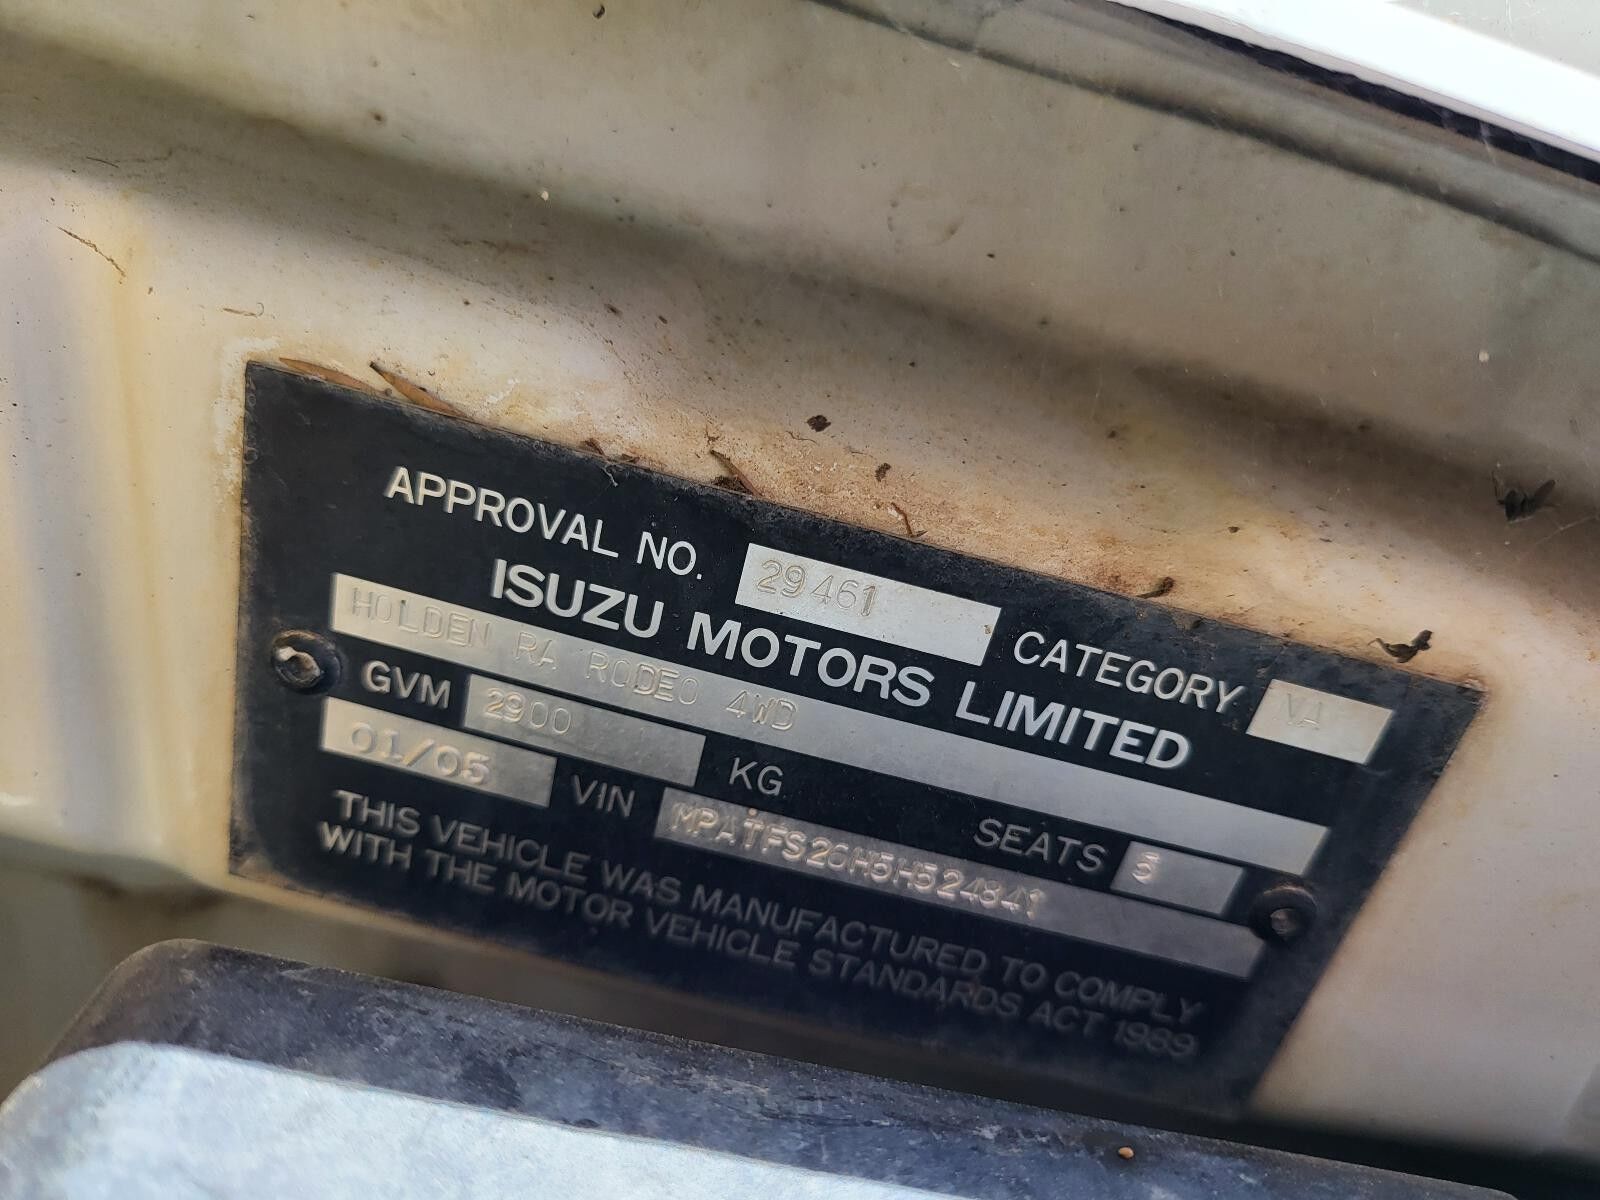 APPROVAL NO. 29461 CATEGORY NA
ISUZU MOTORS LIMITED
HOLDEN RA RODEO 4WD
GVM 2900 KG SEATS 5
01/05 VIN MPATFS20H5H524841
THIS VEHICLE WAS MANUFACTURED TO COMPLY
WITH THE MOTOR VEHICLE STANDARDS ACT 1989